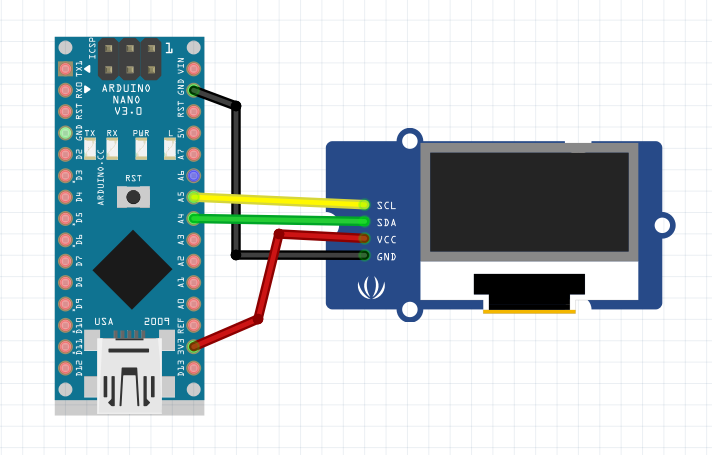 ICSP
1
TX1
RX0
RST
GND
D2
D3
D4
D5
D6
D7
D8
D9
D10
D11
D12
VIN
GND
RST
5V
A7
A6
A5
A4
A3
A2
A1
A0
REF
3V3
D13
ARDUINO
NANO
V3.0
TX RX PWR L
ARDUINO.CC
RST
USA 2009
SCL
SDA
VCC
GND